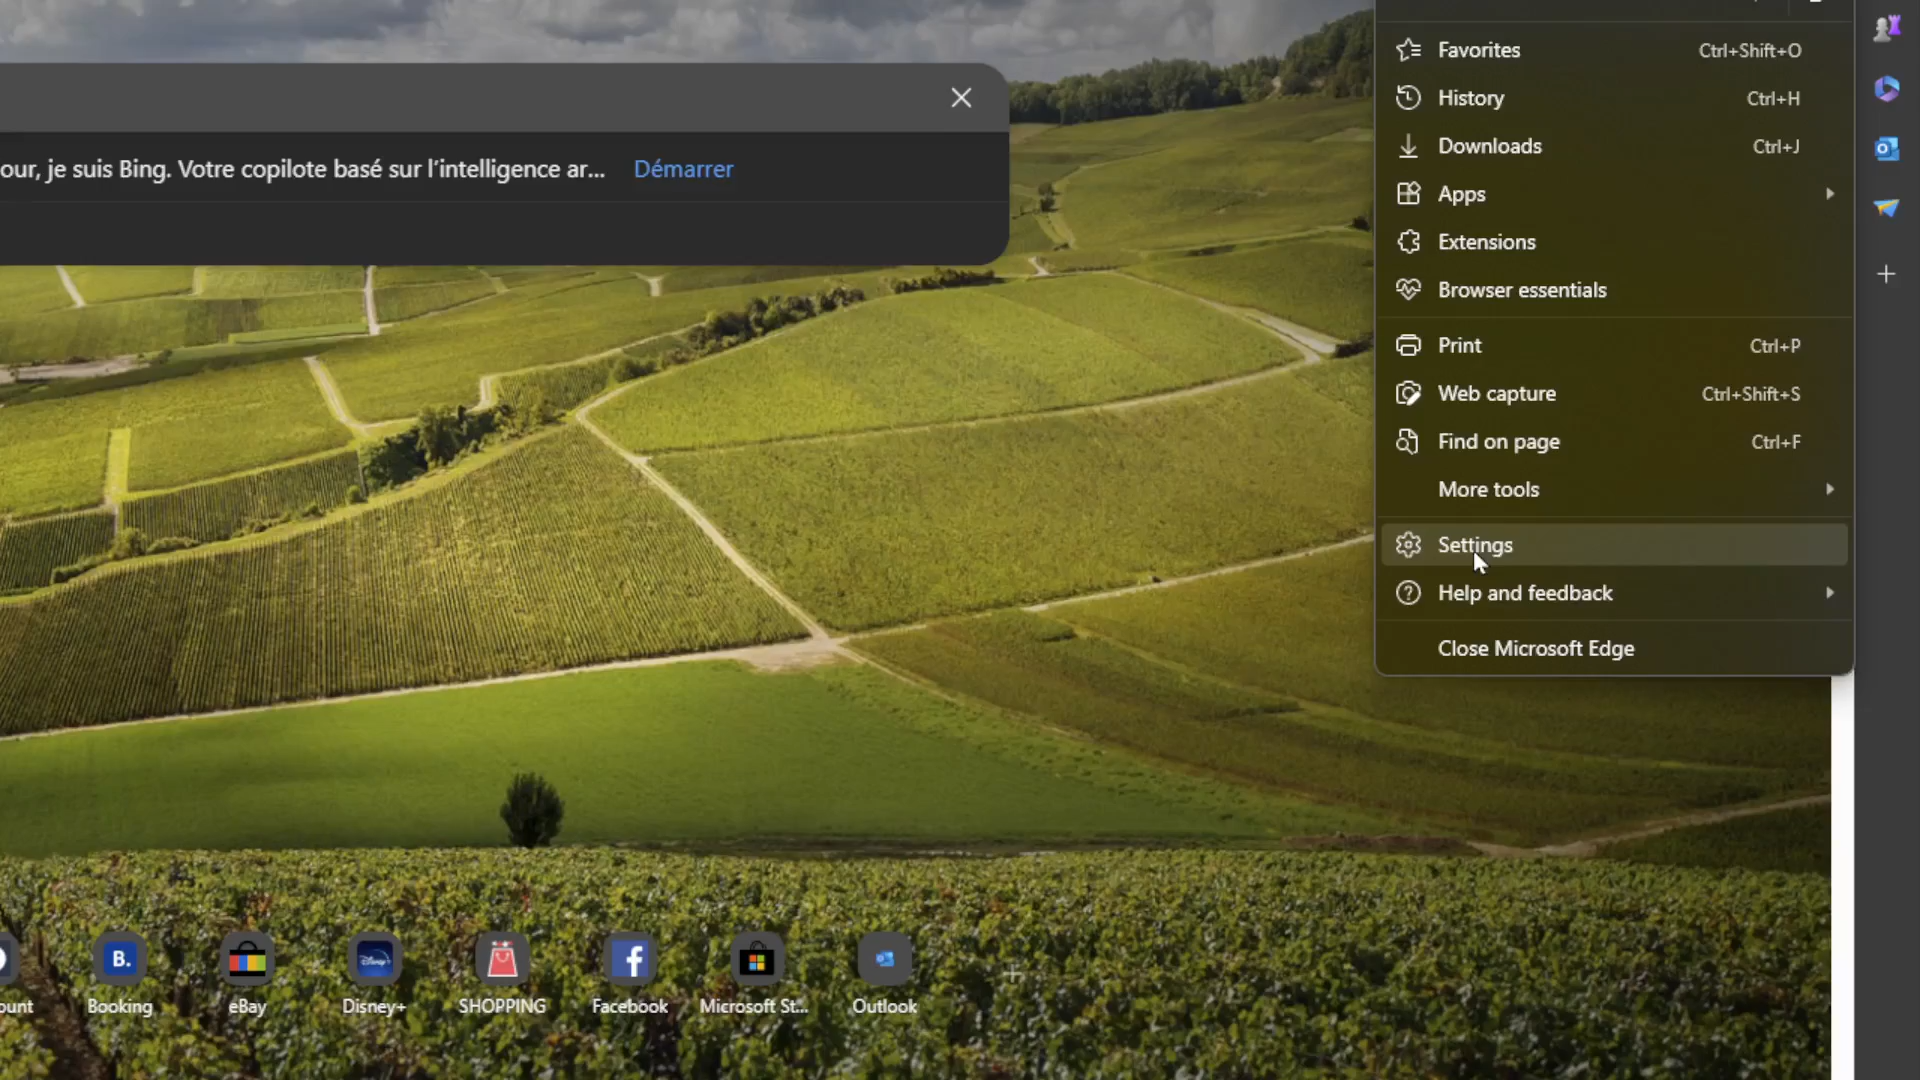 Favorites Ctrl+Shift+O
History Ctrl+H
Downloads Ctrl+J
Apps
Extensions
Browser essentials
Print Ctrl+P
Web capture Ctrl+Shift+S
Find on page Ctrl+F
More tools
Settings
Help and feedback
Close Microsoft Edge
our, je suis Bing. Votre copilote basé sur l’intelligence ar... Démarrer
B.
Disney+
ount Booking eBay Disney+ SHOPPING Facebook Microsoft St... Outlook